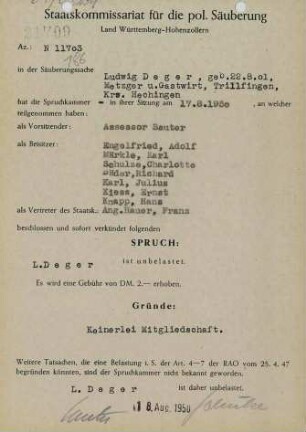 Staatskommissariat für die pol. Säuberung
Land Württemberg-Hohenzollern
Az.: N 11703
in der Säuberungssache
Ludwig D e g e r , geb.22.8.01,
Metzger u.Gastwirt, Trillfingen,
Krs. Hechingen
hat die Spruchkammer – in ihrer Sitzung am 17.8.1950 , an welcher
teilgenommen haben:
als Vorsitzender: Assessor Reuter
als Beisitzer: Engelfried, Adolf
Märkle, Karl
Schulze,Charlotte
Öder,Richard
Karl, Julius
Kiess, Ernst
Knapp, Hans
als Vertreter des Staatsk.: Ang.Hauer, Franz
beschlossen und sofort verkündet folgenden
SPRUCH:
L.Deger ist unbelastet.
Es wird eine Gebühr von DM. 2.— erhoben.
Gründe:
Keinerlei Mitgliedschaft.
Weitere Tatsachen, die eine Belastung i. S. der Art. 4—7 der BAO vom 25. 4. 47
begründen könnten, sind der Spruchkammer nicht bekannt geworden.
L. Deger ist daher unbelastet.
18. Aug. 1950